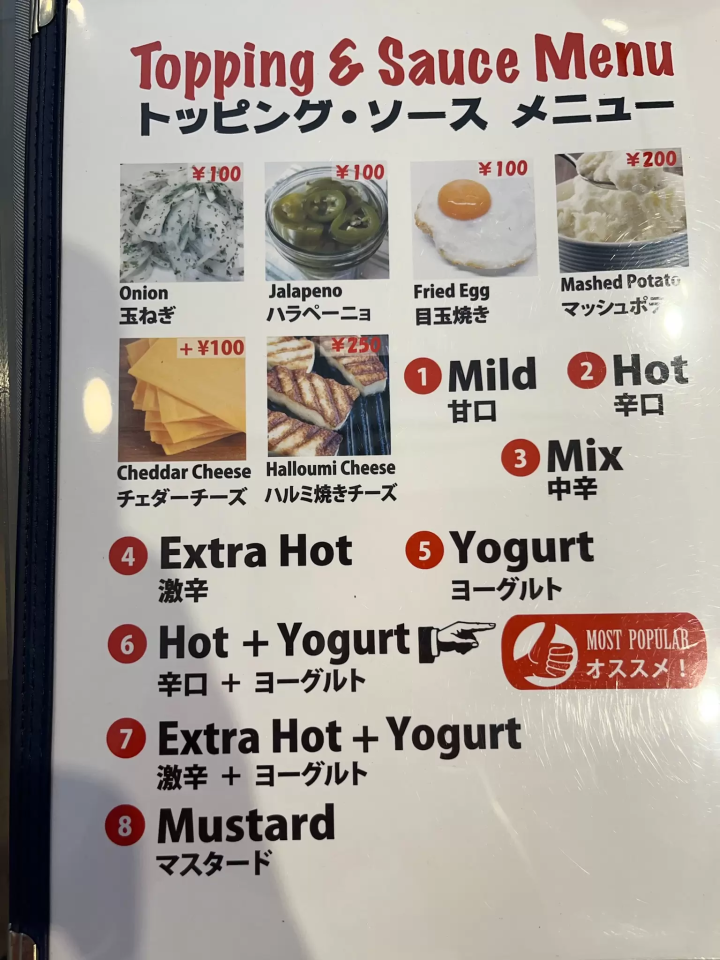 Topping & Sauce Menu
トッピング・ソース メニュー
¥100
¥100
¥100
¥200
Onion
Jalapeno
Fried Egg
Mashed Potato
玉ねぎ
ハラペーニョ
目玉焼き
マッシュポテ
+¥100
¥250
Cheddar Cheese
Halloumi Cheese
チェダーチーズ
ハルミ焼きチーズ
1 Mild
甘口
2 Hot
辛口
3 Mix
中辛
4 Extra Hot
激辛
5 Yogurt
ヨーグルト
6 Hot + Yogurt
辛口 + ヨーグルト
MOST POPULAR
オススメ!
7 Extra Hot + Yogurt
激辛 + ヨーグルト
8 Mustard
マスタード